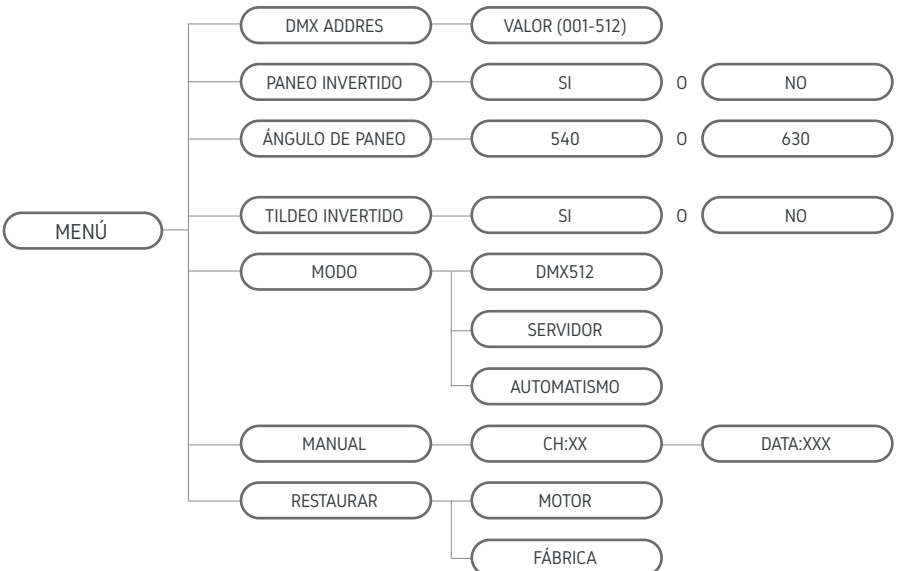 DMX ADDRES VALOR (001-512)
PANEO INVERTIDO SI O NO
ÁNGULO DE PANEO 540 O 630
TILDEO INVERTIDO SI O NO
MENÚ
MODO DMX512
SERVIDOR
AUTOMATISMO
MANUAL CH:XX DATA:XXX
RESTAURAR MOTOR
FÁBRICA